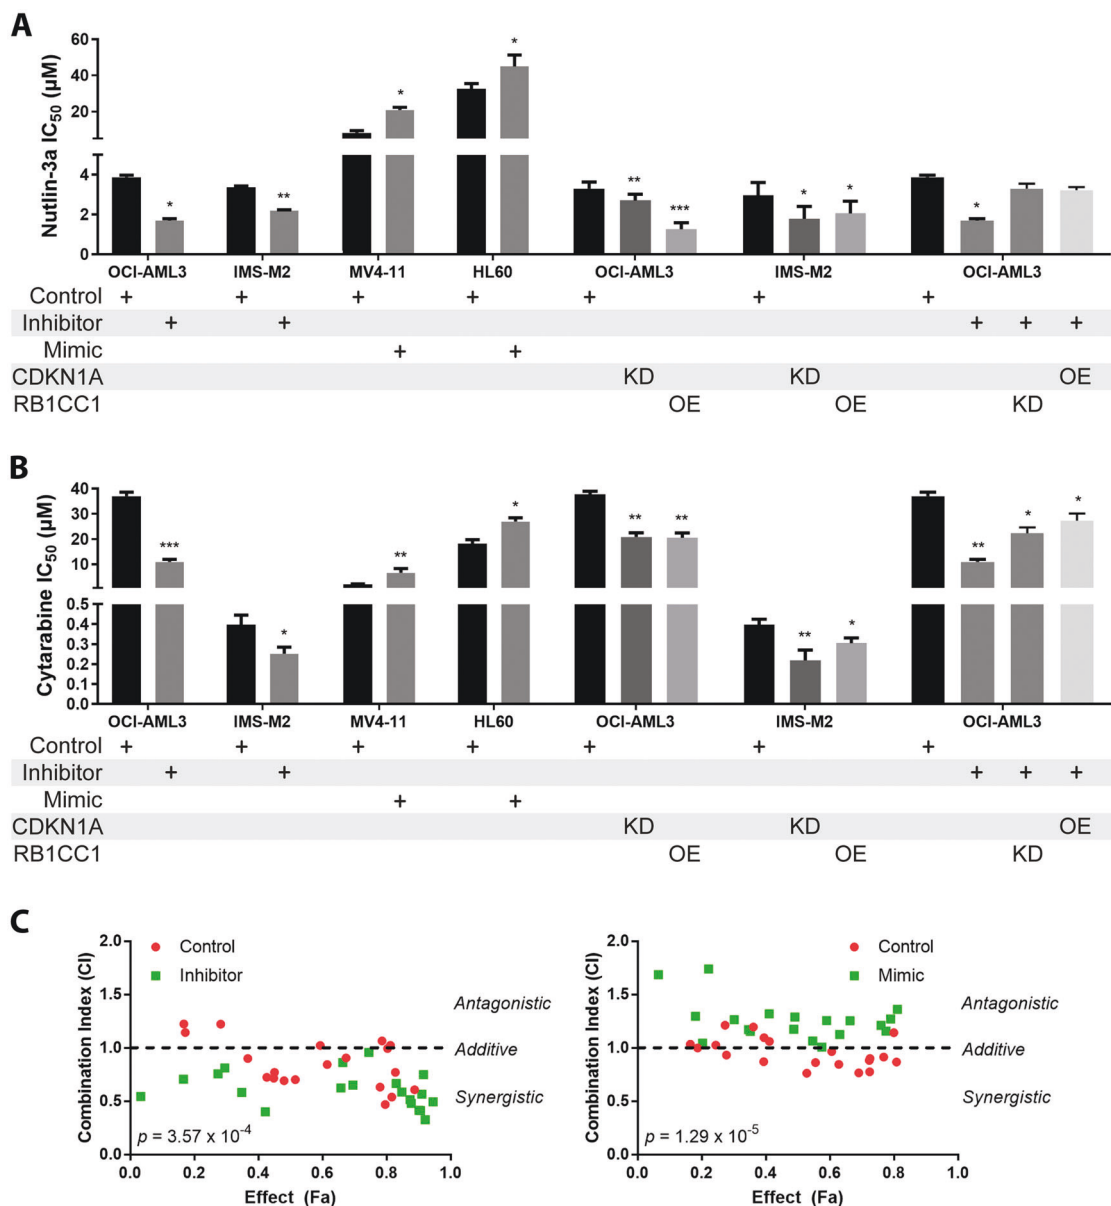 A
Nutlin-3a IC50 (µM)
60
40
20
4
2
0
* ** * * ** *** * * *
OCI-AML3 IMS-M2 MV4-11 HL60 OCI-AML3 IMS-M2 OCI-AML3
Control + + + + + + +
Inhibitor + + + + +
Mimic + +
CDKN1A KD KD OE
RB1CC1 OE OE KD
B
Cytarabine IC50 (µM)
40
30
20
10
0.5
0.4
0.3
0.2
0.1
0.0
*** * ** * ** ** ** * ** * *
OCI-AML3 IMS-M2 MV4-11 HL60 OCI-AML3 IMS-M2 OCI-AML3
Control + + + + + + +
Inhibitor + + + + +
Mimic + +
CDKN1A KD KD OE
RB1CC1 OE OE KD
C
Combination Index (CI)
2.0
1.5
1.0
0.5
0.0
Control
Inhibitor
Antagonistic
Additive
Synergistic
p = 3.57 x 10-4
0.0 0.2 0.4 0.6 0.8 1.0
Effect (Fa)
Combination Index (CI)
2.0
1.5
1.0
0.5
0.0
Control
Mimic
Antagonistic
Additive
Synergistic
p = 1.29 x 10-5
0.0 0.2 0.4 0.6 0.8 1.0
Effect (Fa)